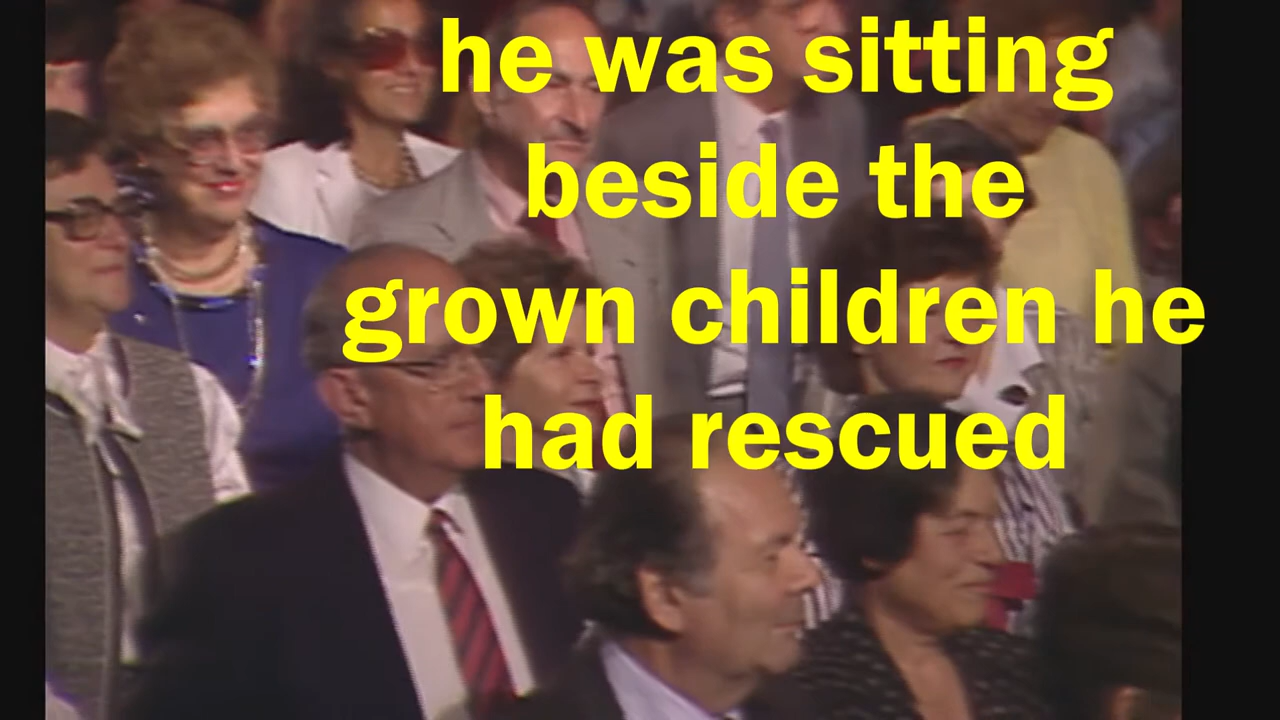 he was sitting
beside the
grown children he
had rescued